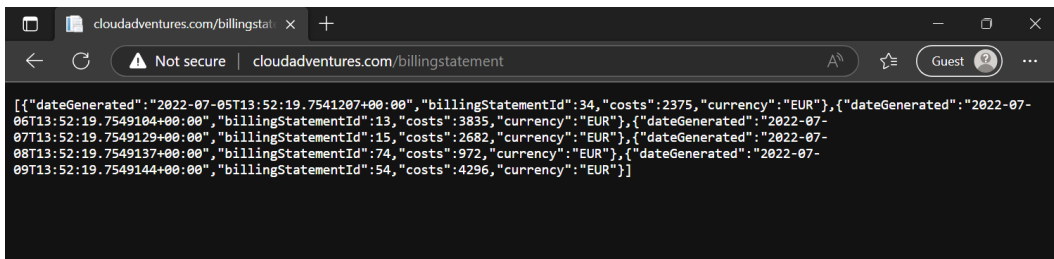 cloudadventures.com/billingstat
Not secure | cloudadventures.com/billingstatement
Guest
[{"dateGenerated":"2022-07-05T13:52:19.7541207+00:00","billingStatementId":34,"costs":2375,"currency":"EUR"},{"dateGenerated":"2022-07-
06T13:52:19.7549104+00:00","billingStatementId":13,"costs":3835,"currency":"EUR"},{"dateGenerated":"2022-07-
07T13:52:19.7549129+00:00","billingStatementId":15,"costs":2682,"currency":"EUR"},{"dateGenerated":"2022-07-
08T13:52:19.7549137+00:00","billingStatementId":74,"costs":972,"currency":"EUR"},{"dateGenerated":"2022-07-
09T13:52:19.7549144+00:00","billingStatementId":54,"costs":4296,"currency":"EUR"}]